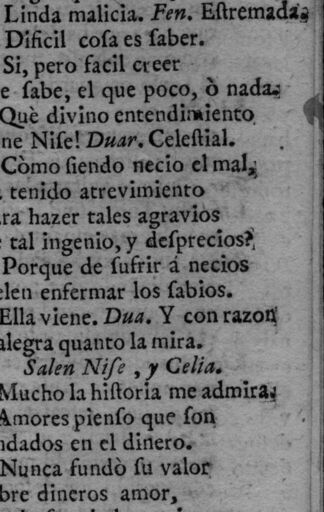 Linda malicia. Fen. Eſtremada.
Dificil coſa es ſaber.
Si, pero facil creer
e ſabe, el que poco, ò nada.
Què divino entendimiento
ne Niſe! Duar. Celeſtial.
Còmo ſiendo necio el mal,
tenido atrevimiento
ra hazer tales agravios
tal ingenio, y deſprecios?
Porque de ſufrir á necios
elen enfermar los ſabios.
Ella viene. Dua. Y con razon
alegra quanto la mira.
Salen Niſe, y Celia.
Mucho la hiſtoria me admira.
Amores pienſo que ſon
ndados en el dinero.
Nunca fundò ſu valor
bre dineros amor,